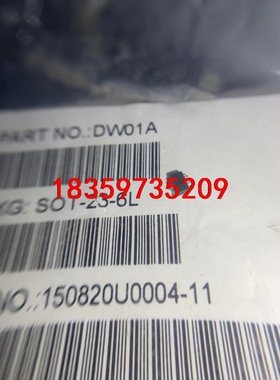 PART NO.:DW01A
18359735209
KG: SOT-23-6L
NO.:150820U0004-11